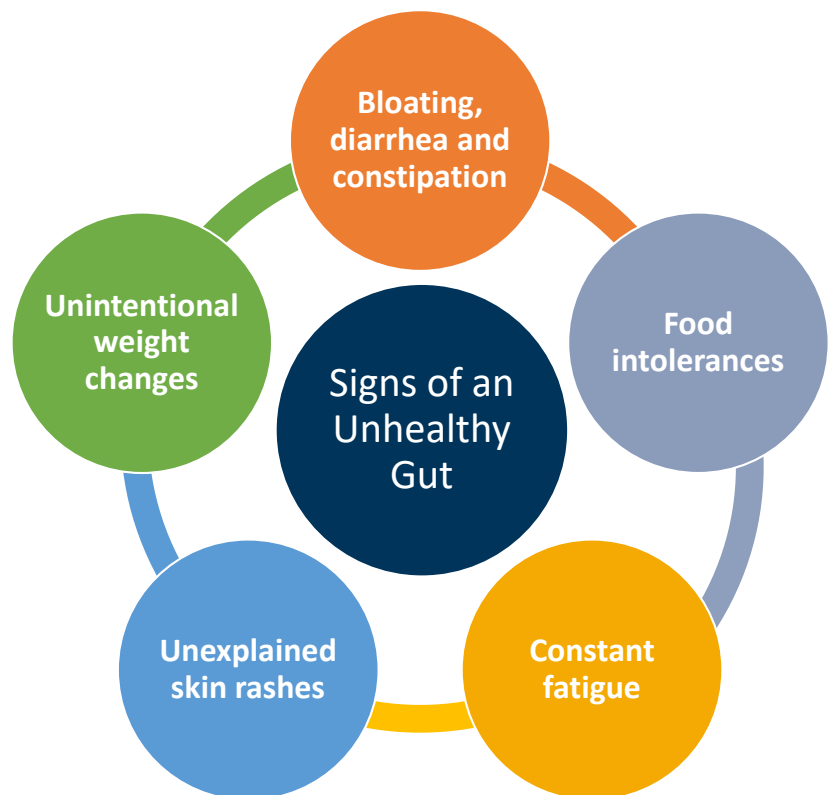 Bloating,
diarrhea and
constipation
Food
intolerances
Constant
fatigue
Unexplained
skin rashes
Unintentional
weight
changes
Signs of an
Unhealthy
Gut